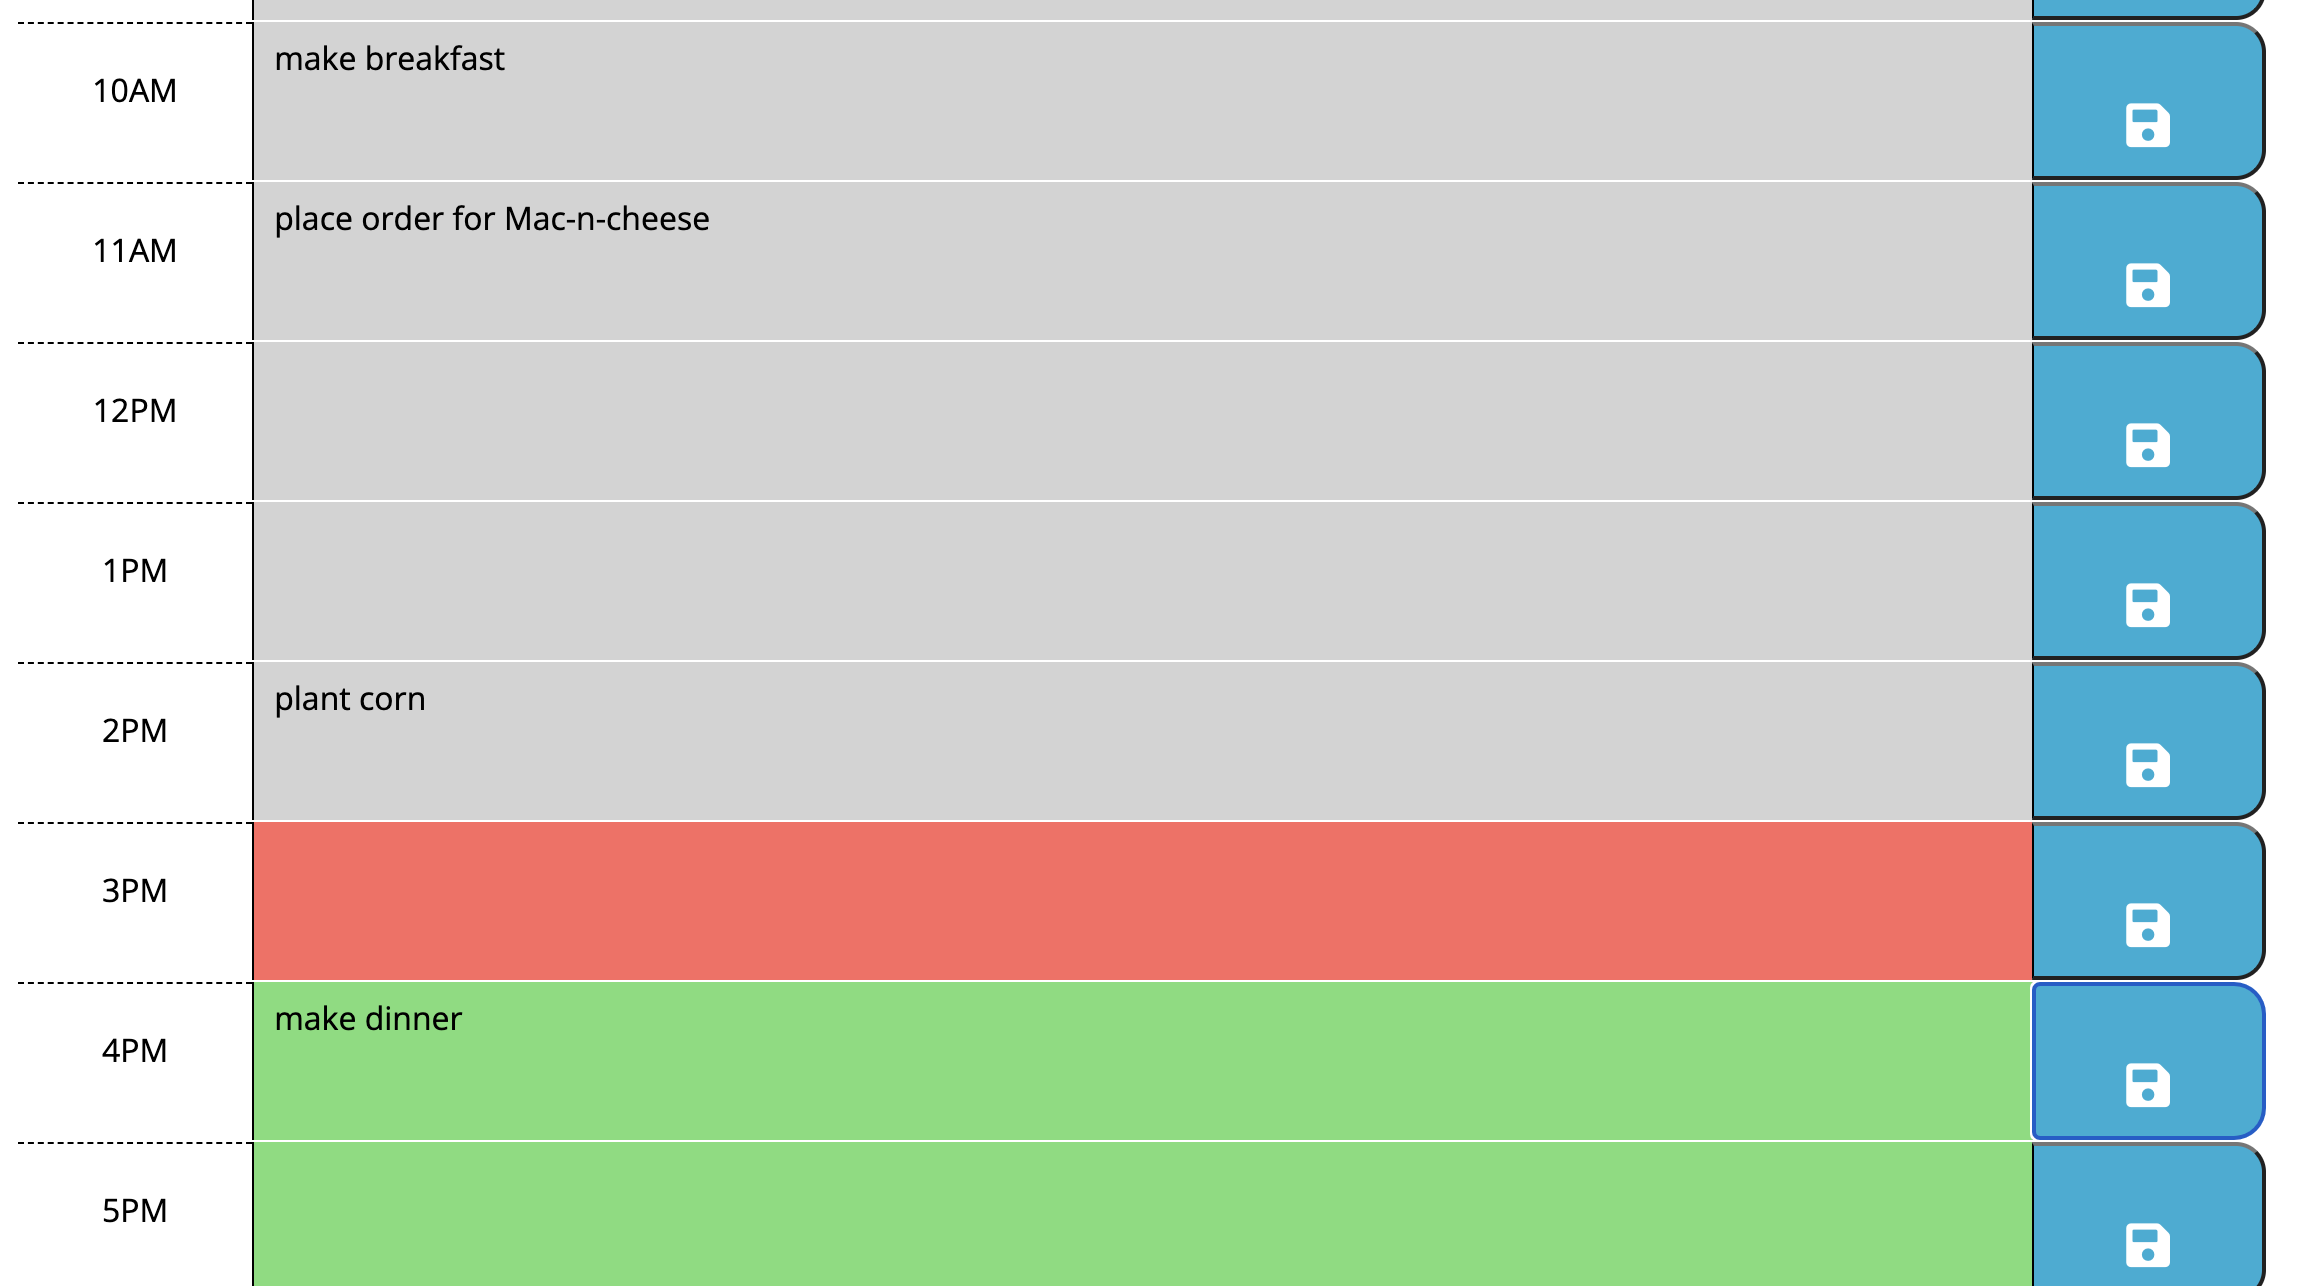 10AM
make breakfast
11AM
place order for Mac-n-cheese
12PM
1PM
2PM
plant corn
3PM
4PM
make dinner
5PM